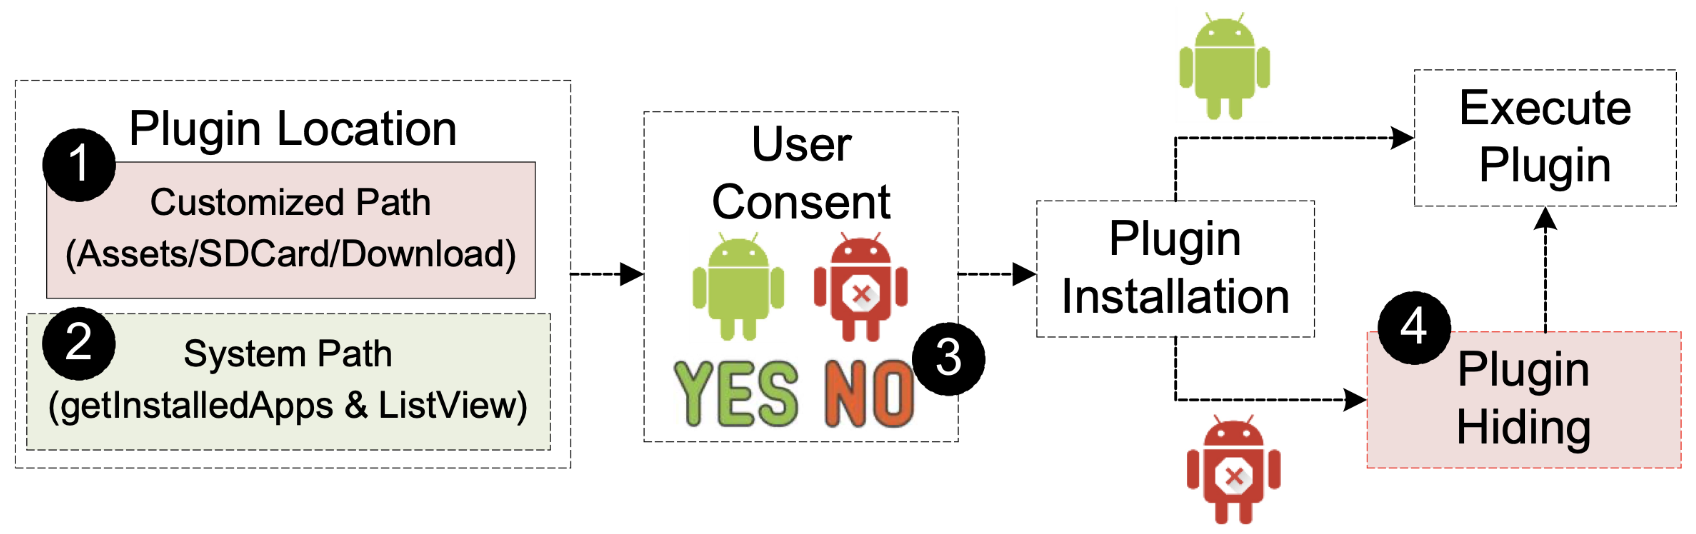 Plugin Location
1
Customized Path
(Assets/SDCard/Download)
2
System Path
(getInstalledApps & ListView)
User
Consent
YES NO
3
Plugin
Installation
Execute
Plugin
4
Plugin
Hiding